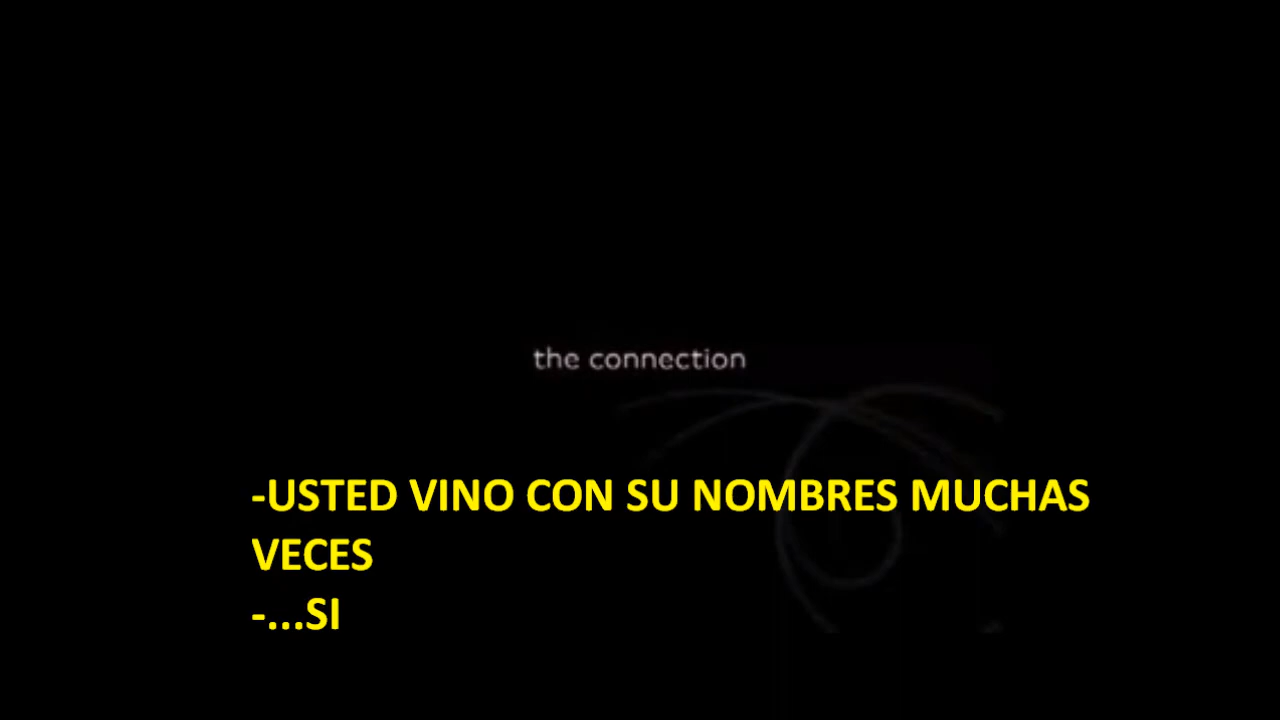 the connection
-USTED VINO CON SU NOMBRES MUCHAS
VECES
-...SI